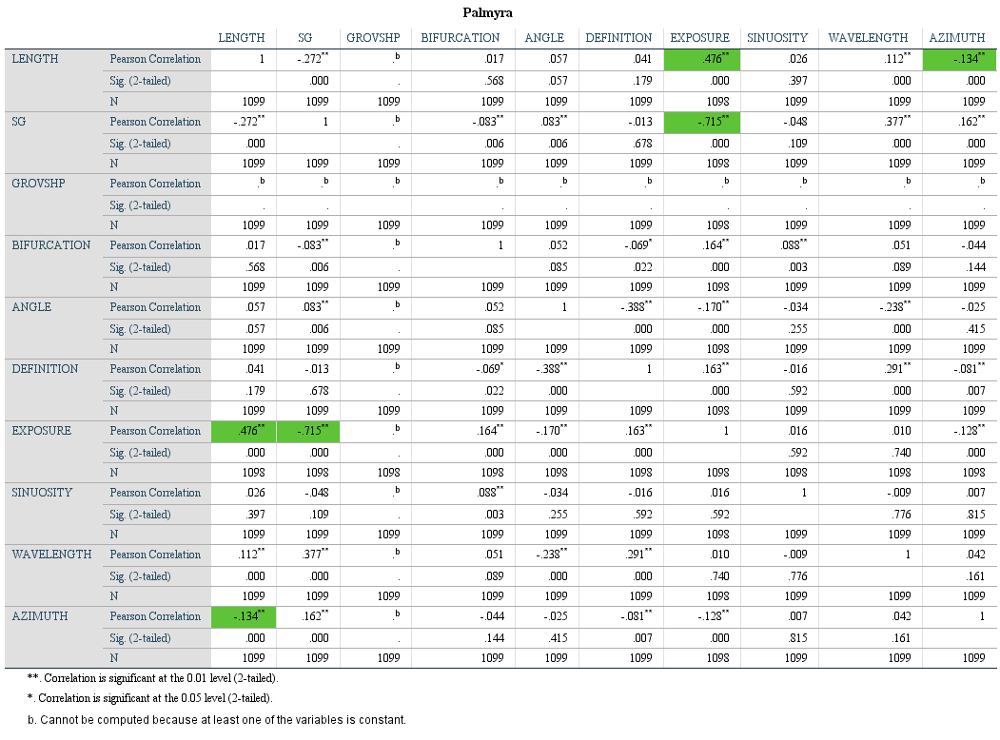 Palmyra
LENGTH SG GROVSHP BIFURCATION ANGLE DEFINITION EXPOSURE SINUOSITY WAVELENGTH AZIMUTH
LENGTH Pearson Correlation 1 -.272** .b .017 .057 .041 .476** .026 .112** -.134**
Sig. (2-tailed) .000 . .568 .057 .179 .000 .397 .000 .000
N 1099 1099 1099 1099 1099 1099 1098 1099 1099 1099
SG Pearson Correlation -.272** 1 .b -.083** .083** -.013 -.715** -.048 .377** .162**
Sig. (2-tailed) .000 . .006 .006 .678 .000 .109 .000 .000
N 1099 1099 1099 1099 1099 1099 1098 1099 1099 1099
GROVSHP Pearson Correlation .b .b .b .b .b .b .b .b .b .b
Sig. (2-tailed) . . . . . . . . .
N 1099 1099 1099 1099 1099 1099 1098 1099 1099 1099
BIFURCATION Pearson Correlation .017 -.083** .b 1 .052 -.069* .164** .088** .051 -.044
Sig. (2-tailed) .568 .006 . .085 .022 .000 .003 .089 .144
N 1099 1099 1099 1099 1099 1099 1098 1099 1099 1099
ANGLE Pearson Correlation .057 .083** .b .052 1 -.388** -.170** -.034 -.238** -.025
Sig. (2-tailed) .057 .006 . .085 .000 .000 .255 .000 .415
N 1099 1099 1099 1099 1099 1099 1098 1099 1099 1099
DEFINITION Pearson Correlation .041 -.013 .b -.069* -.388** 1 .163** -.016 .291** -.081**
Sig. (2-tailed) .179 .678 . .022 .000 .000 .592 .000 .007
N 1099 1099 1099 1099 1099 1099 1098 1099 1099 1099
EXPOSURE Pearson Correlation .476** -.715** .b .164** -.170** .163** 1 .016 .010 -.128**
Sig. (2-tailed) .000 .000 . .000 .000 .000 .592 .740 .000
N 1098 1098 1098 1098 1098 1098 1098 1098 1098 1098
SINUOSITY Pearson Correlation .026 -.048 .b .088** -.034 -.016 .016 1 -.009 .007
Sig. (2-tailed) .397 .109 . .003 .255 .592 .592 .776 .815
N 1099 1099 1099 1099 1099 1099 1098 1099 1099 1099
WAVELENGTH Pearson Correlation .112** .377** .b .051 -.238** .291** .010 -.009 1 .042
Sig. (2-tailed) .000 .000 . .089 .000 .000 .740 .776 .161
N 1099 1099 1099 1099 1099 1099 1098 1099 1099 1099
AZIMUTH Pearson Correlation -.134** .162** .b -.044 -.025 -.081** -.128** .007 .042 1
Sig. (2-tailed) .000 .000 . .144 .415 .007 .000 .815 .161
N 1099 1099 1099 1099 1099 1099 1098 1099 1099 1099
**. Correlation is significant at the 0.01 level (2-tailed).
*. Correlation is significant at the 0.05 level (2-tailed).
b. Cannot be computed because at least one of the variables is constant.